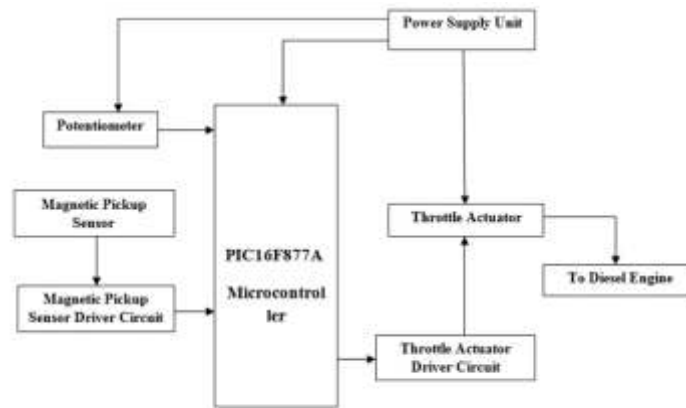 Power Supply Unit
Potentiometer
Magnetic Pickup
Sensor
Throttle Actuator
PIC16F877A
Microcontrol
ler
To Diesel Engine
Magnetic Pickup
Sensor Driver Circuit
Throttle Actuator
Driver Circuit